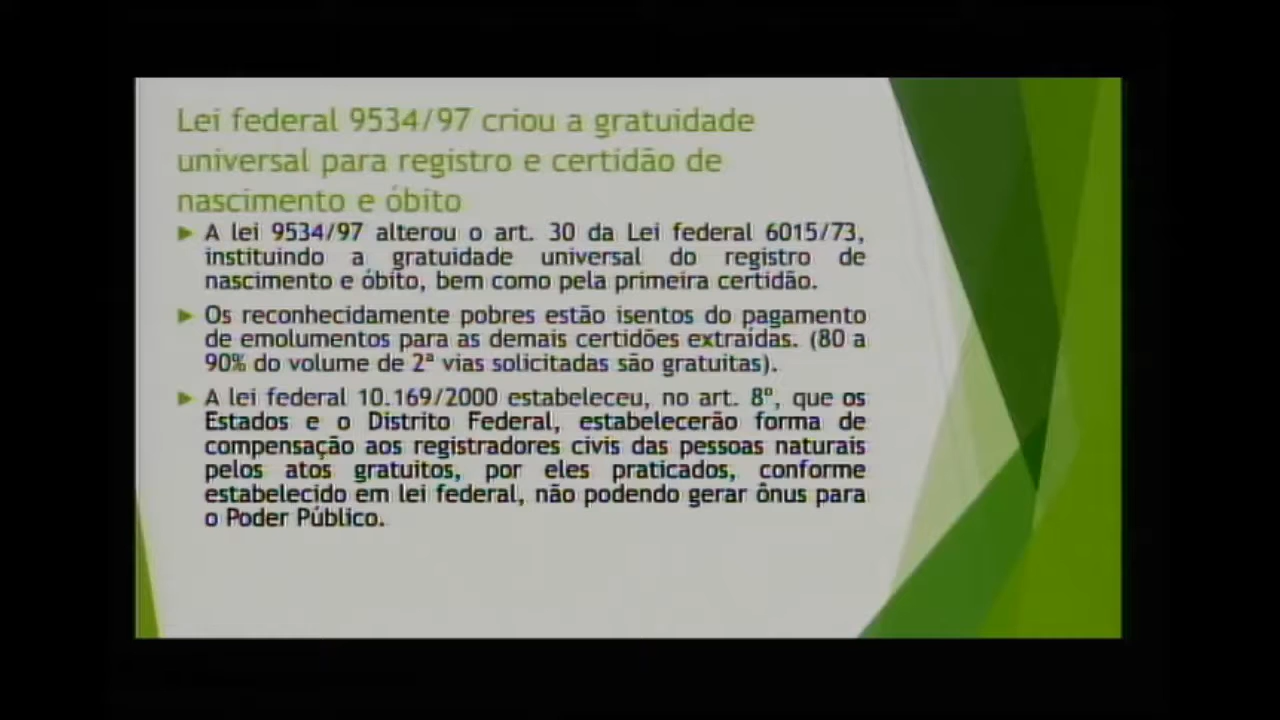 Lei federal 9534/97 criou a gratuidade
universal para registro e certidão de
nascimento e óbito
A lei 9534/97 alterou o art. 30 da Lei federal 6015/73,
instituindo a gratuidade universal do registro de
nascimento e óbito, bem como pela primeira certidão.
Os reconhecidamente pobres estão isentos do pagamento
de emolumentos para as demais certidões extraídas. (80 a
90% do volume de 2ª vias solicitadas são gratuitas).
A lei federal 10.169/2000 estabeleceu, no art. 8º, que os
Estados e o Distrito Federal, estabelecerão forma de
compensação aos registradores civis das pessoas naturais
pelos atos gratuitos, por eles praticados, conforme
estabelecido em lei federal, não podendo gerar ônus para
o Poder Público.